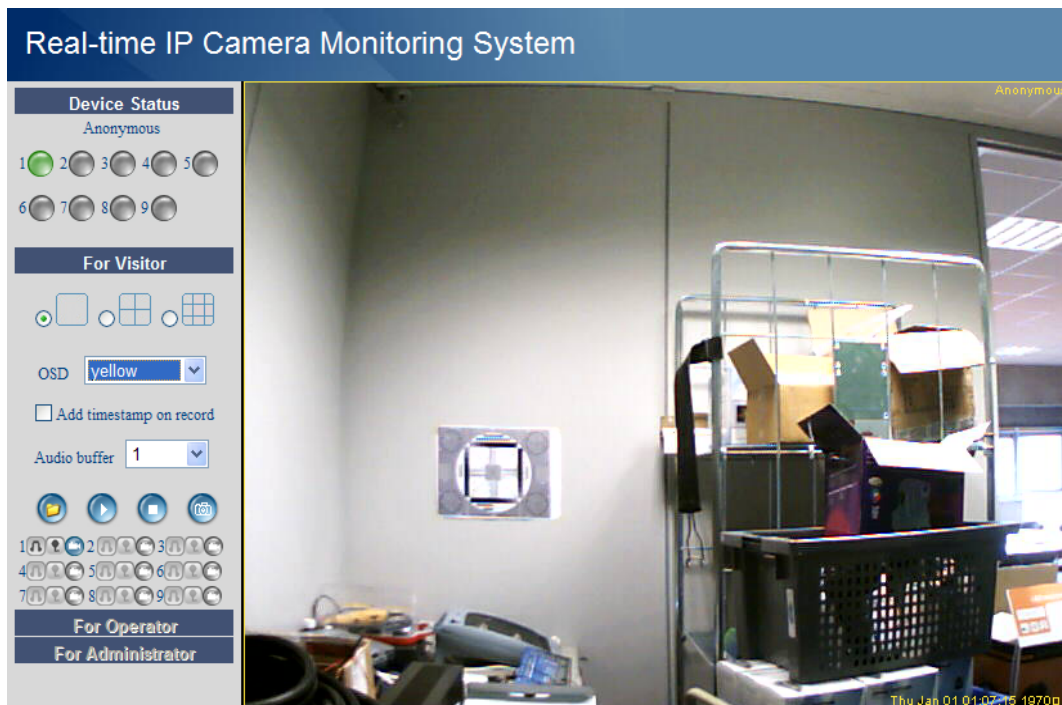 Real-time IP Camera Monitoring System
Device Status
Anonymous
1 2 3 4 5
6 7 8 9
For Visitor
OSD yellow
Add timestamp on record
Audio buffer 1
1 2 3
4 5 6
7 8 9
For Operator
For Administrator
Anonymou
Thu Jan 01 01:07:15 1970